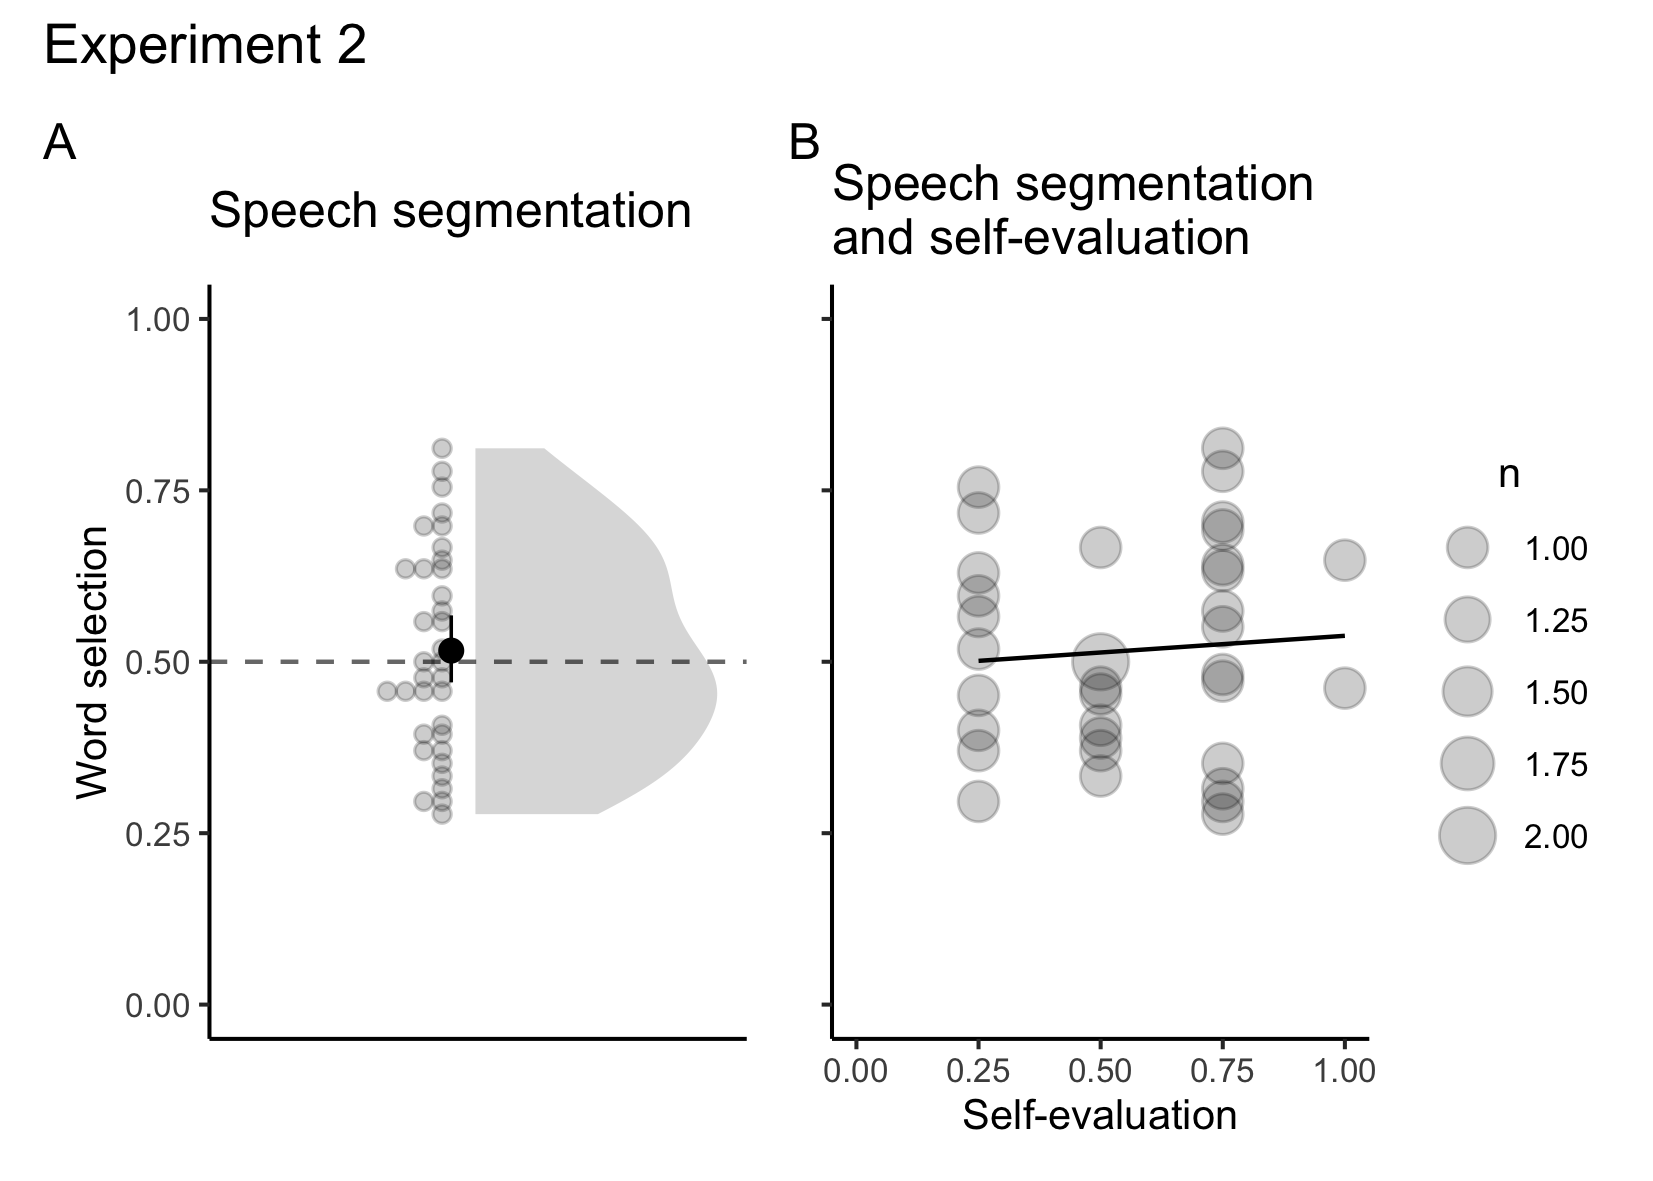 Experiment 2
A
Speech segmentation
Word selection
1.00
0.75
0.50
0.25
0.00
B
Speech segmentation
and self-evaluation
0.00 0.25 0.50 0.75 1.00
Self-evaluation
n
1.00
1.25
1.50
1.75
2.00